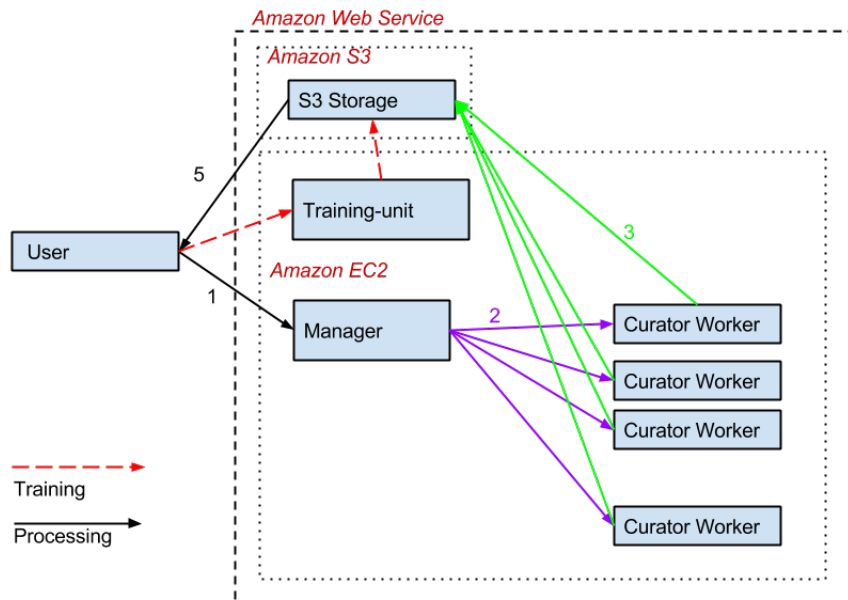 Amazon Web Service
Amazon S3
S3 Storage
5
Training-unit
User
3
Amazon EC2
1
Manager
2
Curator Worker
Curator Worker
Curator Worker
Curator Worker
Training
Processing